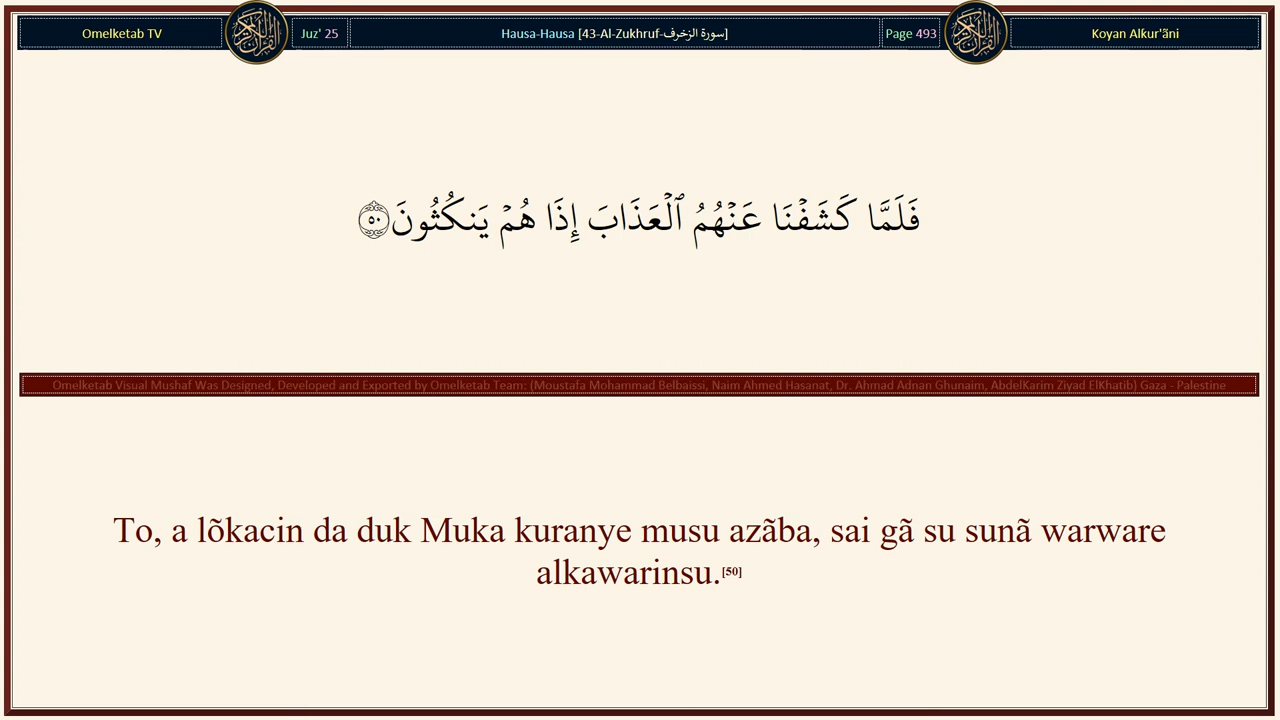 Omelketab TV
Juz' 25
Hausa-Hausa [43-Al-Zukhruf-سورة الزخرف]
Page 493
Koyan Alƙur'ãni
فَلَمَّا كَشَفۡنَا عَنۡهُمُ ٱلۡعَذَابَ إِذَا هُمۡ يَنكُثُونَ ٥٠
Omelketab Visual Mushaf Was Designed, Developed and Exported by Omelketab Team: (Moustafa Mohammad Belbaissi, Naim Ahmed Hasanat, Dr. Ahmad Adnan Ghunaim, AbdelKarim Ziyad ElKhatib) Gaza - Palestine
To, a lõkacin da duk Muka kuranye musu azãba, sai gã su sunã warware
alkawarinsu.[50]